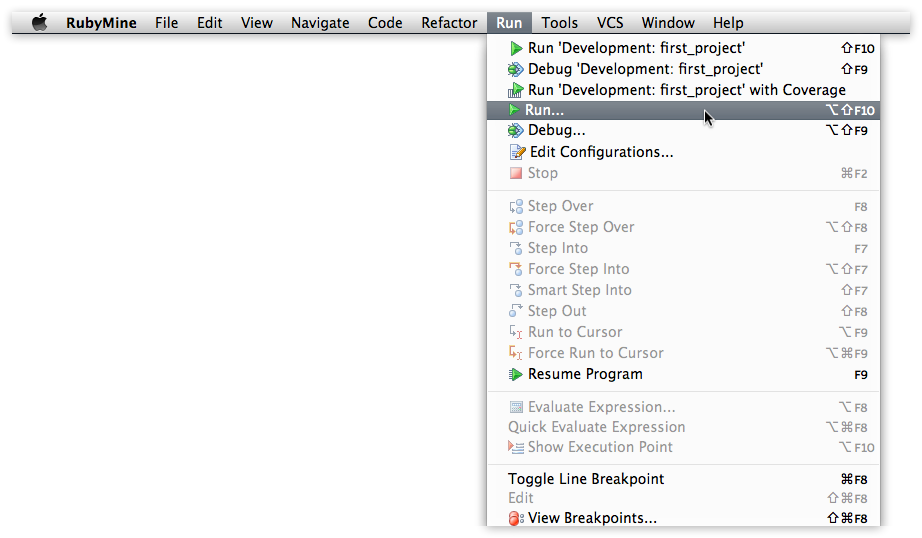 RubyMine File Edit View Navigate Code Refactor Run Tools VCS Window Help
Run 'Development: first_project' ⇧F10
Debug 'Development: first_project' ⇧F9
Run 'Development: first_project' with Coverage
Run... ⌥⇧F10
Debug... ⌥⇧F9
Edit Configurations...
Stop ⌘F2
Step Over F8
Force Step Over ⌥⇧F8
Step Into F7
Force Step Into ⌥⇧F7
Smart Step Into ⇧F7
Step Out ⇧F8
Run to Cursor ⌥F9
Force Run to Cursor ⌥⌘F9
Resume Program F9
Evaluate Expression... ⌥F8
Quick Evaluate Expression ⌥⌘F8
Show Execution Point ⌥F10
Toggle Line Breakpoint ⌘F8
Edit ⇧⌘F8
View Breakpoints... ⇧⌘F8